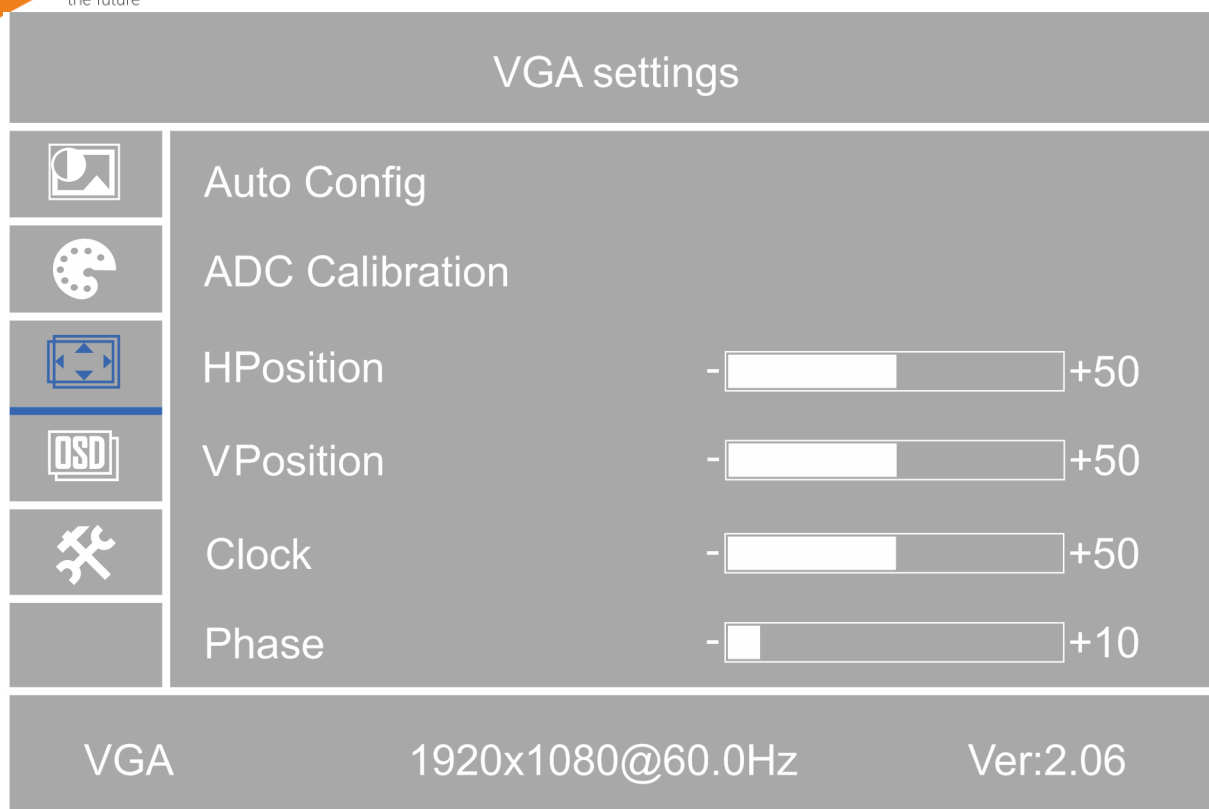 the future
VGA settings
Auto Config
ADC Calibration
HPosition - +50
VPosition - +50
OSD
Clock - +50
Phase - +10
VGA 1920x1080@60.0Hz Ver:2.06